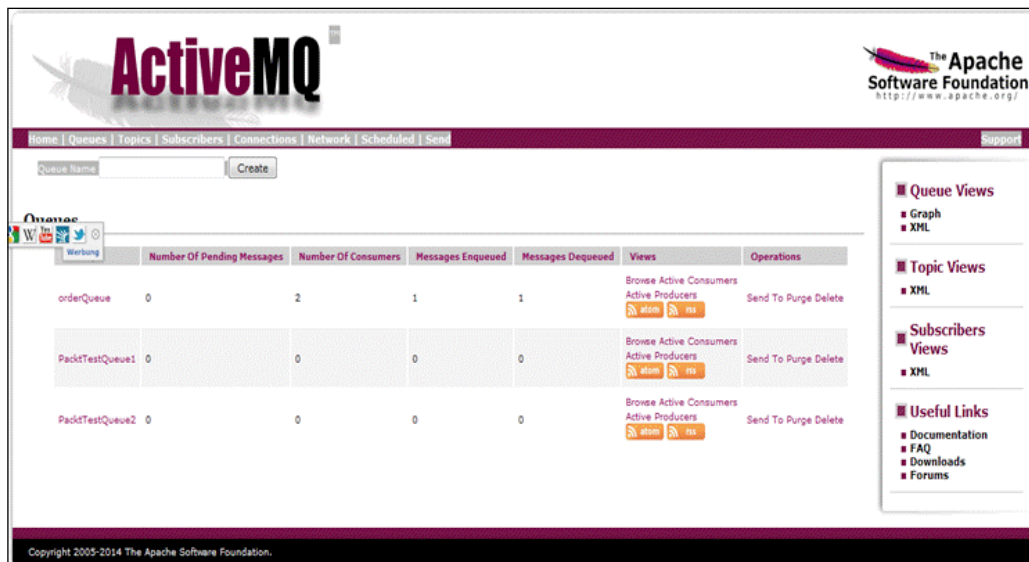 ActiveMQ
TM
The Apache
Software Foundation
http://www.apache.org/
Home | Queues | Topics | Subscribers | Connections | Network | Scheduled | Send
Support
Queue Name
Create
Queues
Werbung
Number Of Pending Messages Number Of Consumers Messages Enqueued Messages Dequeued Views Operations
orderQueue 0 2 1 1 Browse Active Consumers
Active Producers
atom rss
Send To Purge Delete
PacktTestQueue1 0 0 0 0 Browse Active Consumers
Active Producers
atom rss
Send To Purge Delete
PacktTestQueue2 0 0 0 0 Browse Active Consumers
Active Producers
atom rss
Send To Purge Delete
Queue Views
Graph
XML
Topic Views
XML
Subscribers
Views
XML
Useful Links
Documentation
FAQ
Downloads
Forums
Copyright 2005-2014 The Apache Software Foundation.